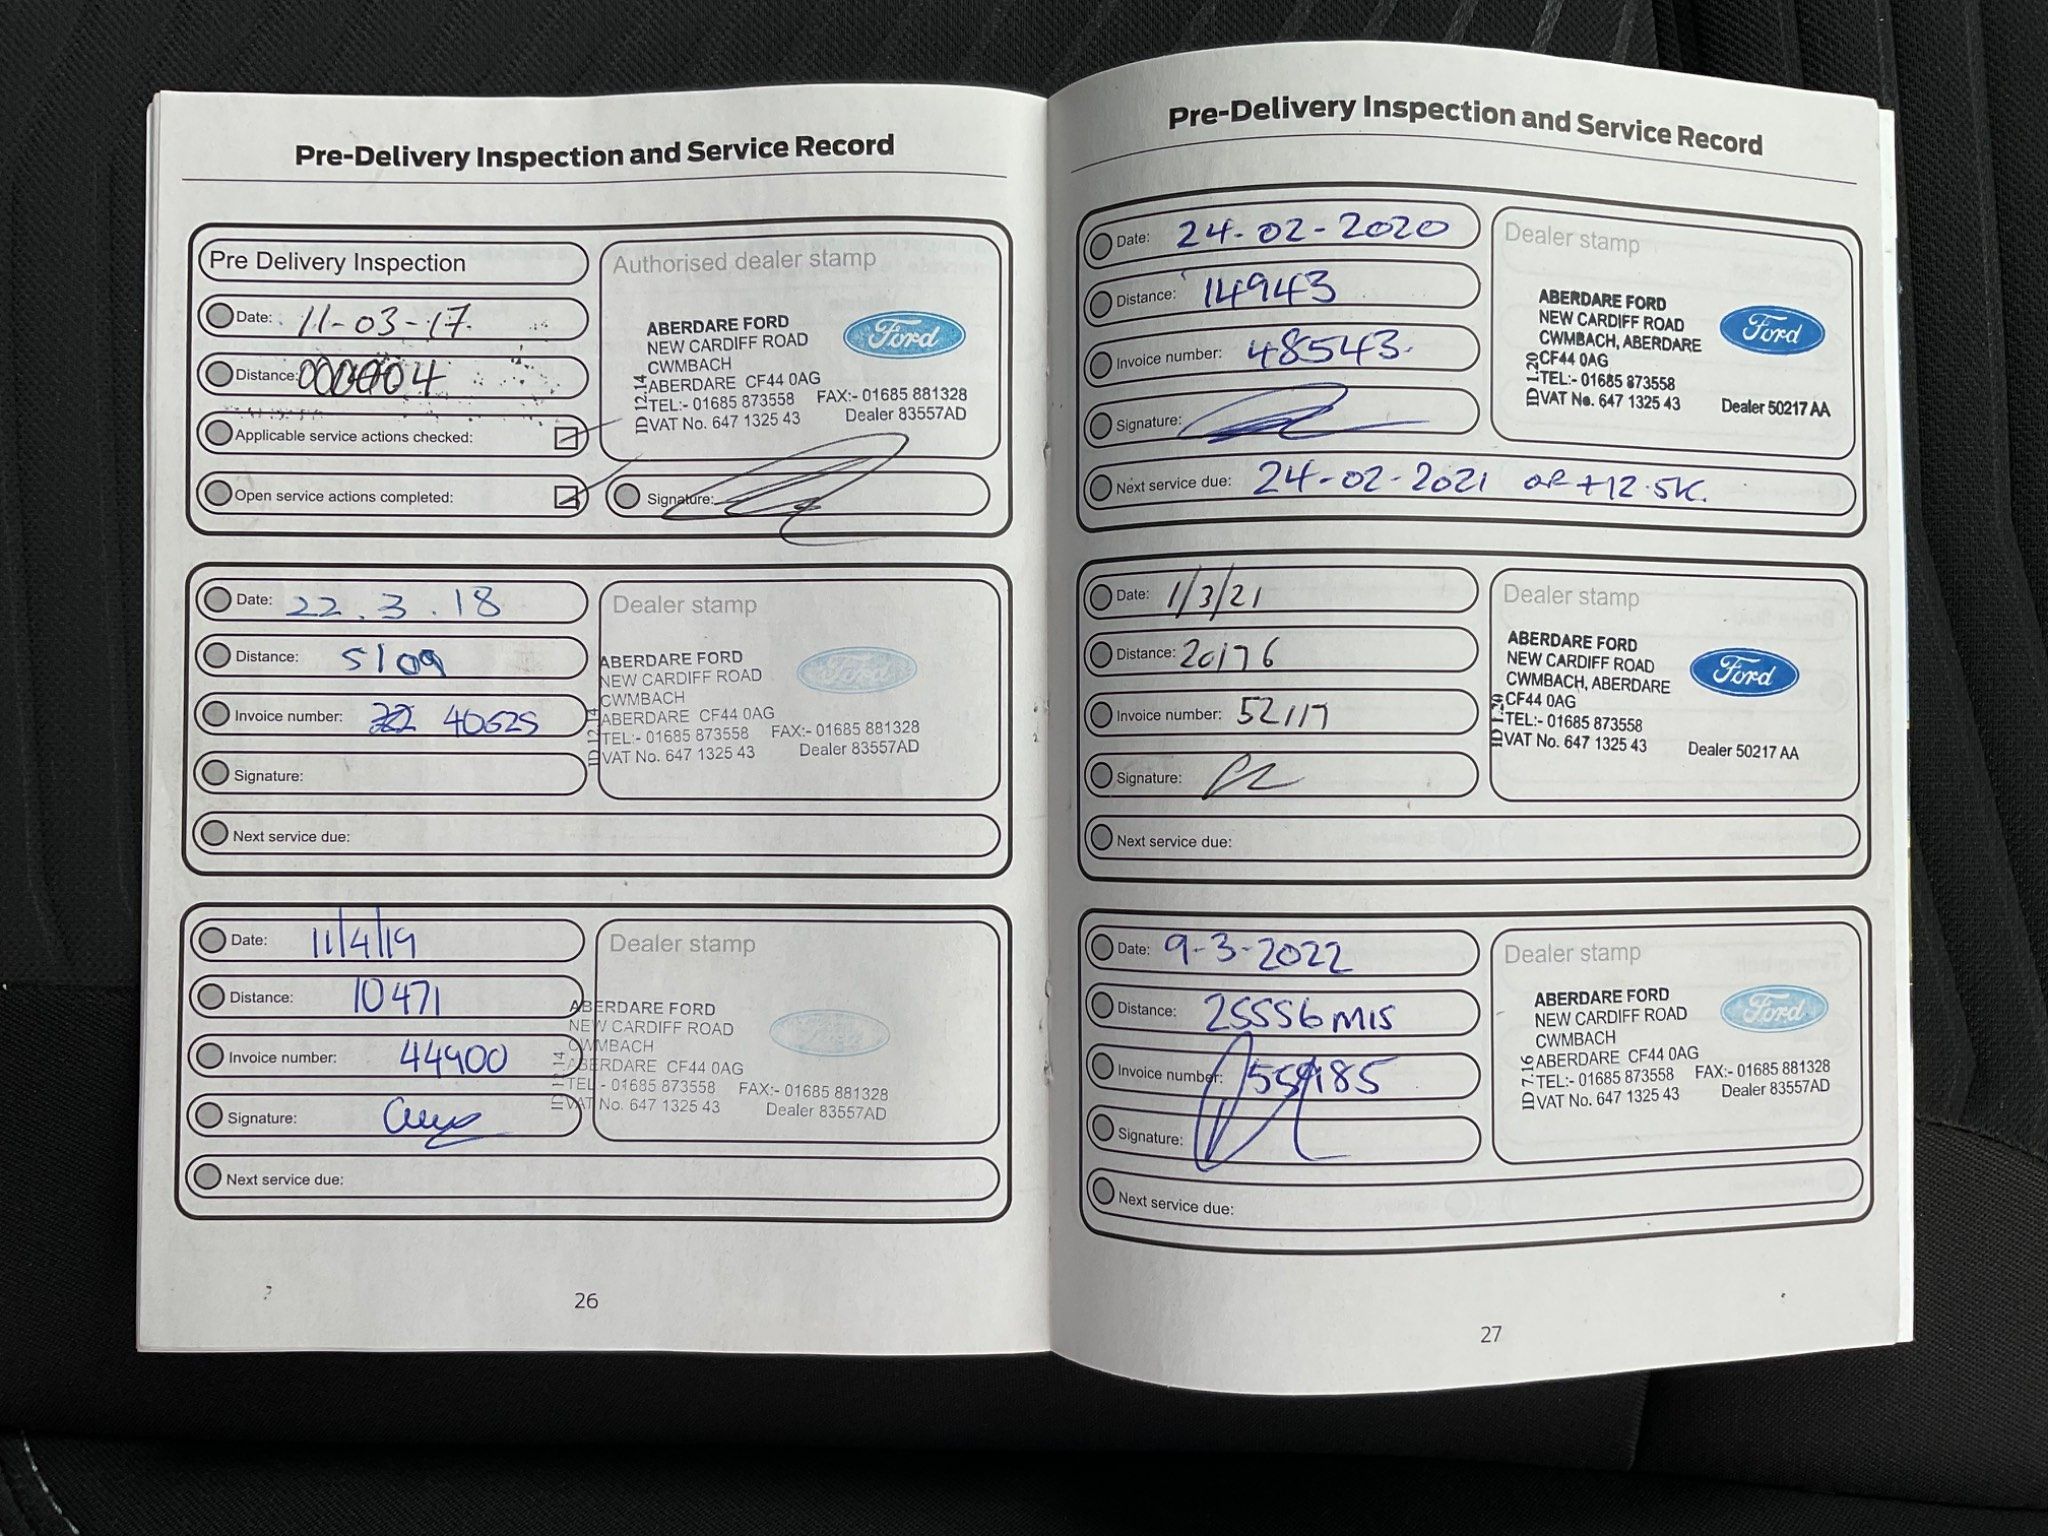 Pre-Delivery Inspection and Service Record
Pre Delivery Inspection
Date: 11-03-17.
Distance: 000004
Applicable service actions checked:
Open service actions completed:
Authorised dealer stamp
ABERDARE FORD
NEW CARDIFF ROAD
CWMBACH
ABERDARE CF44 0AG
TEL:- 01685 873558 FAX:- 01685 881328
VAT No. 647 1325 43 Dealer 83557AD
ID 12.14
Ford
Signature:
Date: 22.3.18
Distance: 5109
Invoice number: 40625
Signature:
Next service due:
Dealer stamp
ABERDARE FORD
NEW CARDIFF ROAD
CWMBACH
ABERDARE CF44 0AG
TEL:- 01685 873558 FAX:- 01685 881328
VAT No. 647 1325 43 Dealer 83557AD
ID 12.14
Ford
Date: 11/4/19
Distance: 10471
Invoice number: 44900
Signature:
Next service due:
Dealer stamp
ABERDARE FORD
NEW CARDIFF ROAD
CWMBACH
ABERDARE CF44 0AG
TEL:- 01685 873558 FAX:- 01685 881328
VAT No. 647 1325 43 Dealer 83557AD
ID 12.14
Ford
26
Pre-Delivery Inspection and Service Record
Date: 24-02-2020
Distance: 14943
Invoice number: 48543.
Signature:
Next service due: 24-02-2021 OR +12.5K.
Dealer stamp
ABERDARE FORD
NEW CARDIFF ROAD
CWMBACH, ABERDARE
CF44 0AG
TEL:- 01685 873558
VAT No. 647 1325 43 Dealer 50217 AA
ID 1.20
Ford
Date: 1/3/21
Distance: 20176
Invoice number: 52117
Signature:
Next service due:
Dealer stamp
ABERDARE FORD
NEW CARDIFF ROAD
CWMBACH, ABERDARE
CF44 0AG
TEL:- 01685 873558
VAT No. 647 1325 43 Dealer 50217 AA
ID 1.20
Ford
Date: 9-3-2022
Distance: 25556 MIS
Invoice number: 55985
Signature:
Next service due:
Dealer stamp
ABERDARE FORD
NEW CARDIFF ROAD
CWMBACH
ABERDARE CF44 0AG
TEL:- 01685 873558 FAX:- 01685 881328
VAT No. 647 1325 43 Dealer 83557AD
ID 7.16
Ford
27